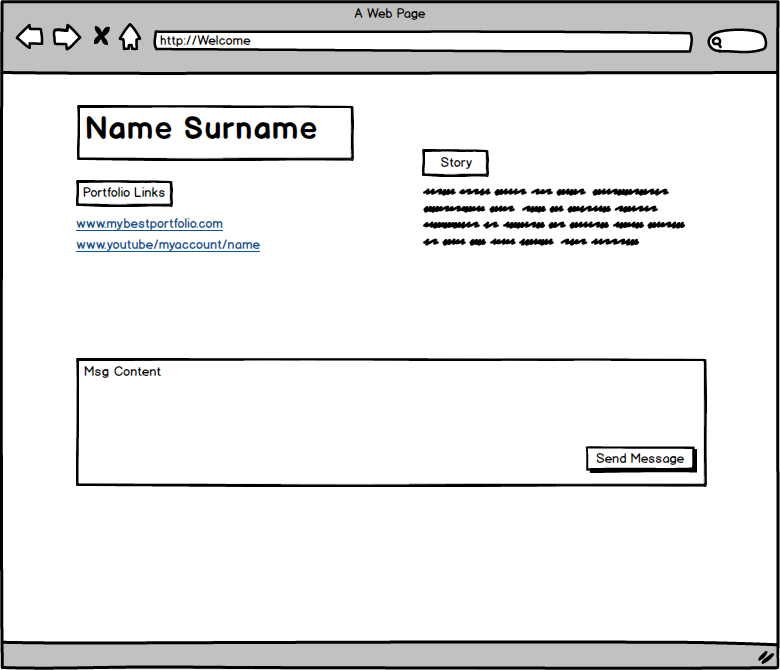 A Web Page
http://Welcome
Name Surname
Portfolio Links
www.mybestportfolio.com
www.youtube/myaccount/name
Story
Msg Content
Send Message